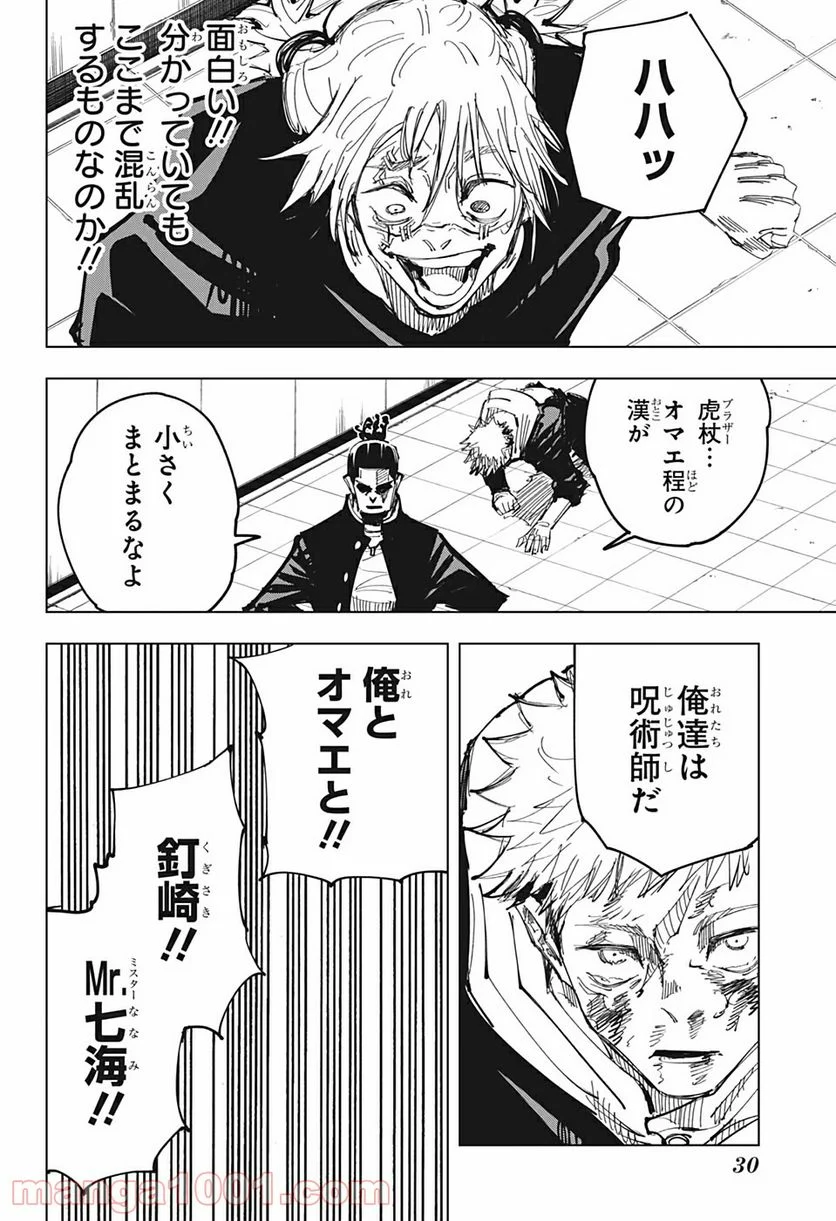 ハハッ
面白い!!
分かっていても
ここまで混乱
するものなのか!!
虎杖…
オマエ程の
漢が
小さく
まとまるなよ
俺達は
呪術師だ
俺と
オマエと!!
釘崎!!
Mr.七海!!
30
manga1001.com